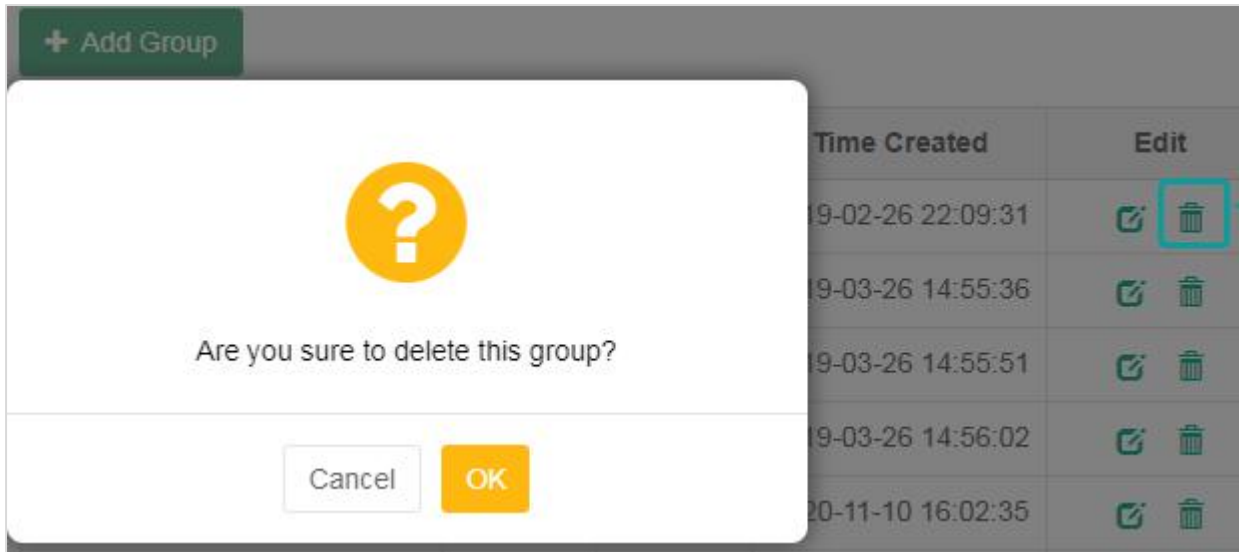 Add Group
Time Created Edit
19-02-26 22:09:31
19-03-26 14:55:36
Are you sure to delete this group?
19-03-26 14:55:51
19-03-26 14:56:02
Cancel OK
20-11-10 16:02:35